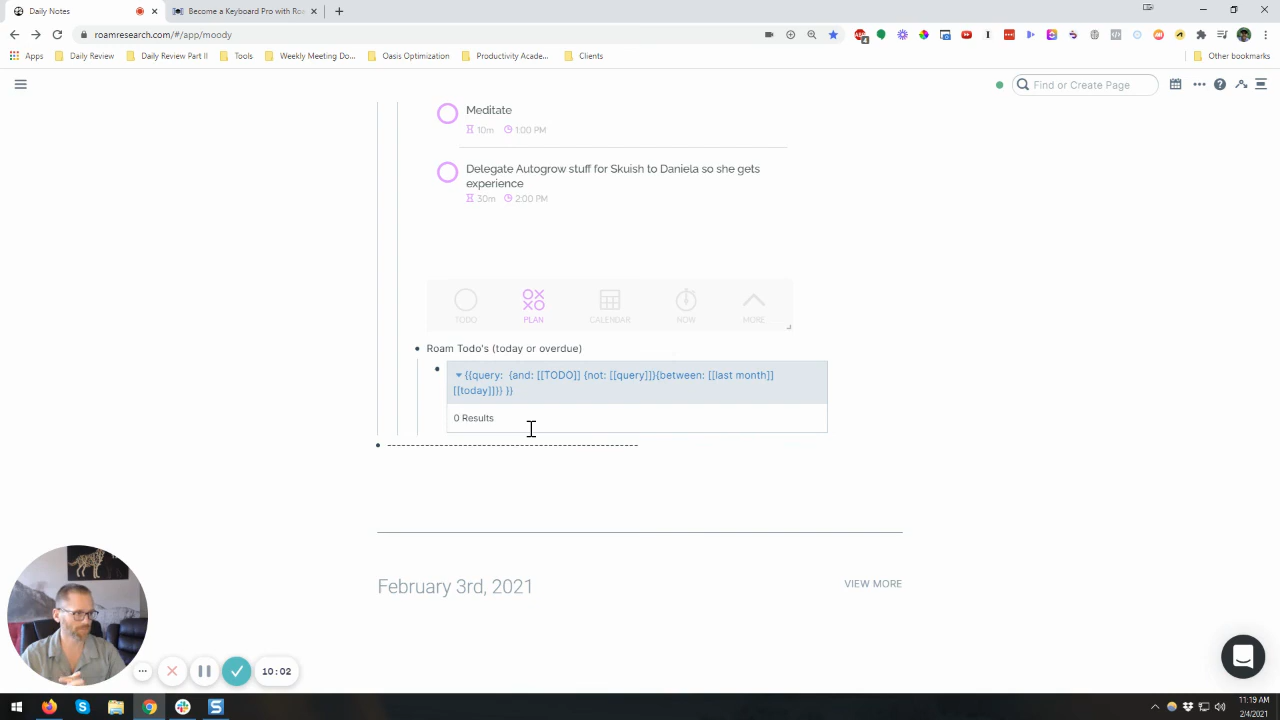 Daily Notes
Become a Keyboard Pro with Roa
roamresearch.com/#/app/moody
Apps
Daily Review
Daily Review Part II
Tools
Weekly Meeting Do...
Oasis Optimization
Productivity Acade...
Clients
Other bookmarks
Find or Create Page
Meditate
10m 1:00 PM
Delegate Autogrow stuff for Skuish to Daniela so she gets
experience
30m 2:00 PM
TODO PLAN CALENDAR NOW MORE
Roam Todo's (today or overdue)
{{query: {and: [[TODO]] {not: [[query]]}{between: [[last month]]
[[today]]}} }}
0 Results
--------------------------------------------------
February 3rd, 2021
VIEW MORE
10:02
11:19 AM
2/4/2021